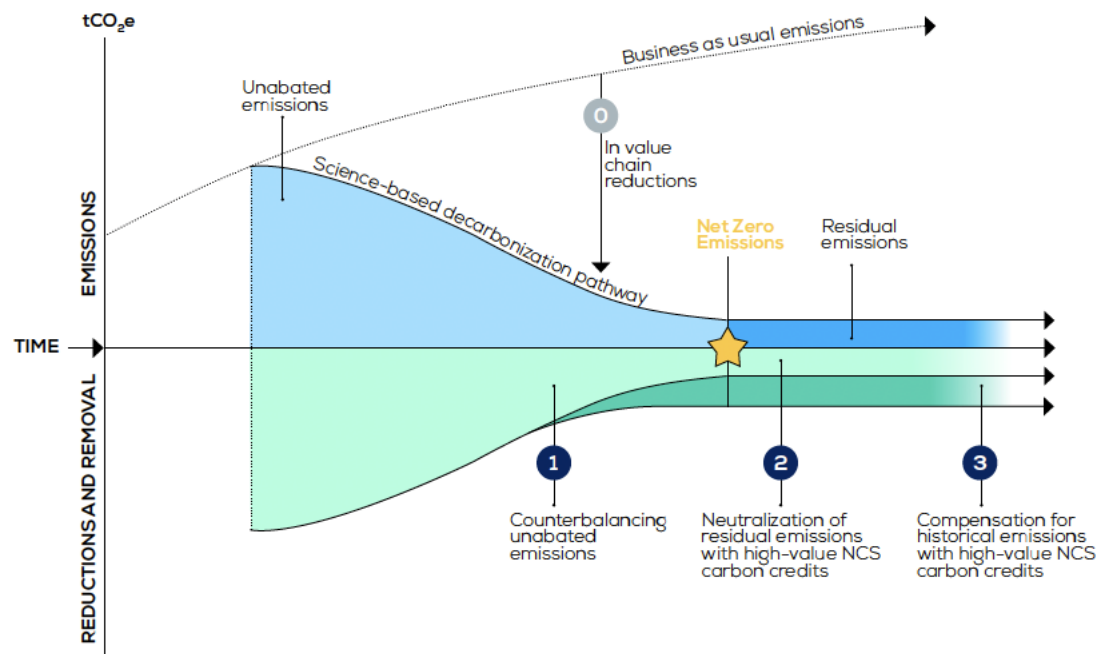 tCO₂e
Business as usual emissions
Unabated
emissions
0
In value
chain
reductions
Science-based decarbonization pathway
Net Zero
Emissions
Residual
emissions
EMISSIONS
TIME
REDUCTIONS AND REMOVAL
1
Counterbalancing
unabated
emissions
2
Neutralization of
residual emissions
with high-value NCS
carbon credits
3
Compensation for
historical emissions
with high-value NCS
carbon credits